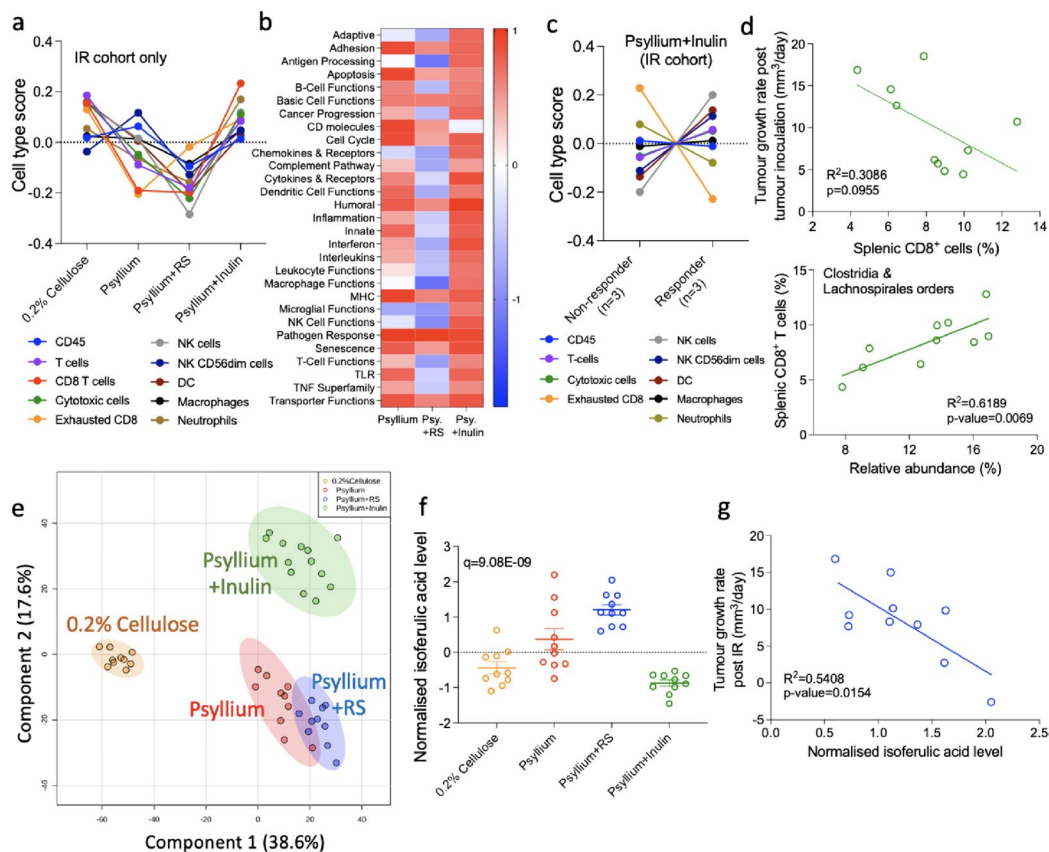 a
IR cohort only
Cell type score
0.4
0.2
0.0
-0.2
-0.4
0.2% Cellulose
Psyllium
Psyllium+RS
Psyllium+Inulin
CD45
T cells
CD8 T cells
Cytotoxic cells
Exhausted CD8
NK cells
NK CD56dim cells
DC
Macrophages
Neutrophils
b
Adaptive
Adhesion
Antigen Processing
Apoptosis
B-Cell Functions
Basic Cell Functions
Cancer Progression
CD molecules
Cell Cycle
Chemokines & Receptors
Complement Pathway
Cytokines & Receptors
Dendritic Cell Functions
Humoral
Inflammation
Innate
Interferon
Interleukins
Leukocyte Functions
Macrophage Functions
MHC
Microglial Functions
NK Cell Functions
Pathogen Response
Senescence
T-Cell Functions
TLR
TNF Superfamily
Transporter Functions
Psyllium
Psy.
+RS
Psy.
+Inulin
1
0
-1
c
Psyllium+Inulin
(IR cohort)
Cell type score
0.4
0.2
0.0
-0.2
-0.4
Non-responder
(n=3)
Responder
(n=3)
CD45
T-cells
Cytotoxic cells
Exhausted CD8
NK cells
NK CD56dim cells
DC
Macrophages
Neutrophils
d
Tumour growth rate post
tumour inoculation (mm³/day)
20
15
10
5
0
R²=0.3086
p=0.0955
4 6 8 10 12 14
Splenic CD8⁺ cells (%)
Splenic CD8⁺ T cells (%)
15
10
5
0
Clostridia &
Lachnospirales orders
R²=0.6189
p-value=0.0069
8 12 16 20
Relative abundance (%)
e
Component 2 (17.6%)
40
20
0
-20
-40
0.2%Cellulose
Psyllium
Psyllium+RS
Psyllium+Inulin
Psyllium
+Inulin
0.2% Cellulose
Psyllium
Psyllium
+RS
-60 -40 -20 0 20 40
Component 1 (38.6%)
f
Normalised isoferulic acid level
3
2
1
0
-1
-2
q=9.08E-09
0.2% Cellulose
Psyllium
Psyllium+RS
Psyllium+Inulin
g
Tumour growth rate
post IR (mm³/day)
20
15
10
5
0
-5
R²=0.5408
p-value=0.0154
0.0 0.5 1.0 1.5 2.0 2.5
Normalised isoferulic acid level